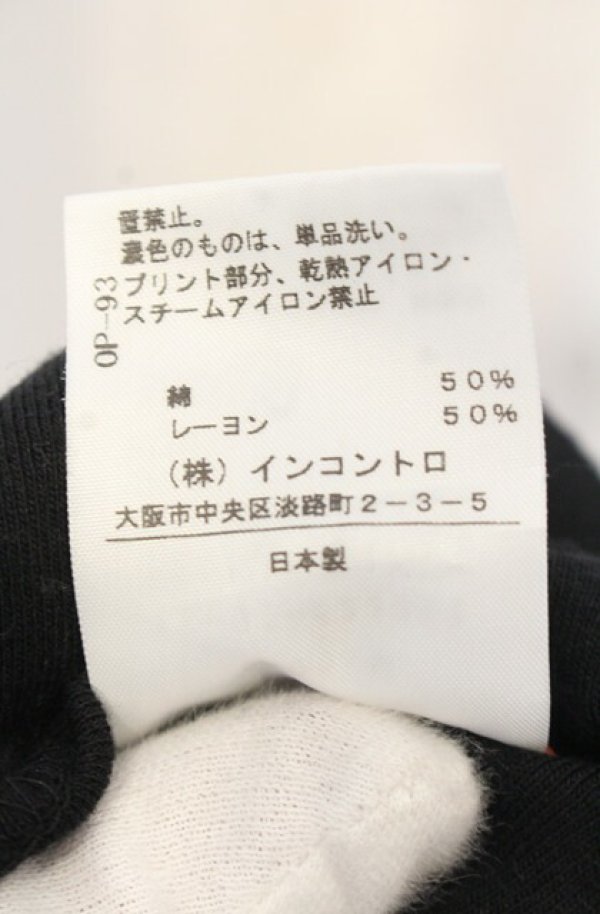 置禁止。
濃色のものは、単品洗い。
プリント部分、乾熱アイロン・
スチームアイロン禁止
OP-93
綿 50%
レーヨン 50%
(株)インコントロ
大阪市中央区淡路町2-3-5
日本製